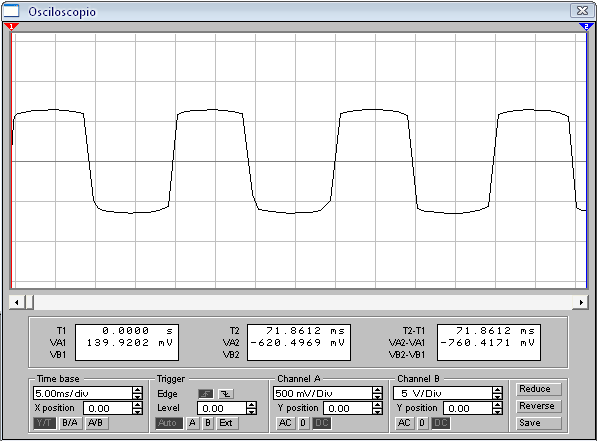 Osciloscopio
1 2
T1 0.0000 s T2 71.8612 ms T2-T1 71.8612 ms
VA1 139.9202 mV VA2 -620.4969 mV VA2-VA1 -760.4171 mV
VB1 VB2 VB2-VB1
Time base Trigger Channel A Channel B Reduce
5.00ms/div Edge 500 mV/Div 5 V/Div Reverse
X position 0.00 Level 0.00 Y position 0.00 Y position 0.00
Y/T B/A A/B Auto A B Ext AC 0 DC AC 0 DC Save